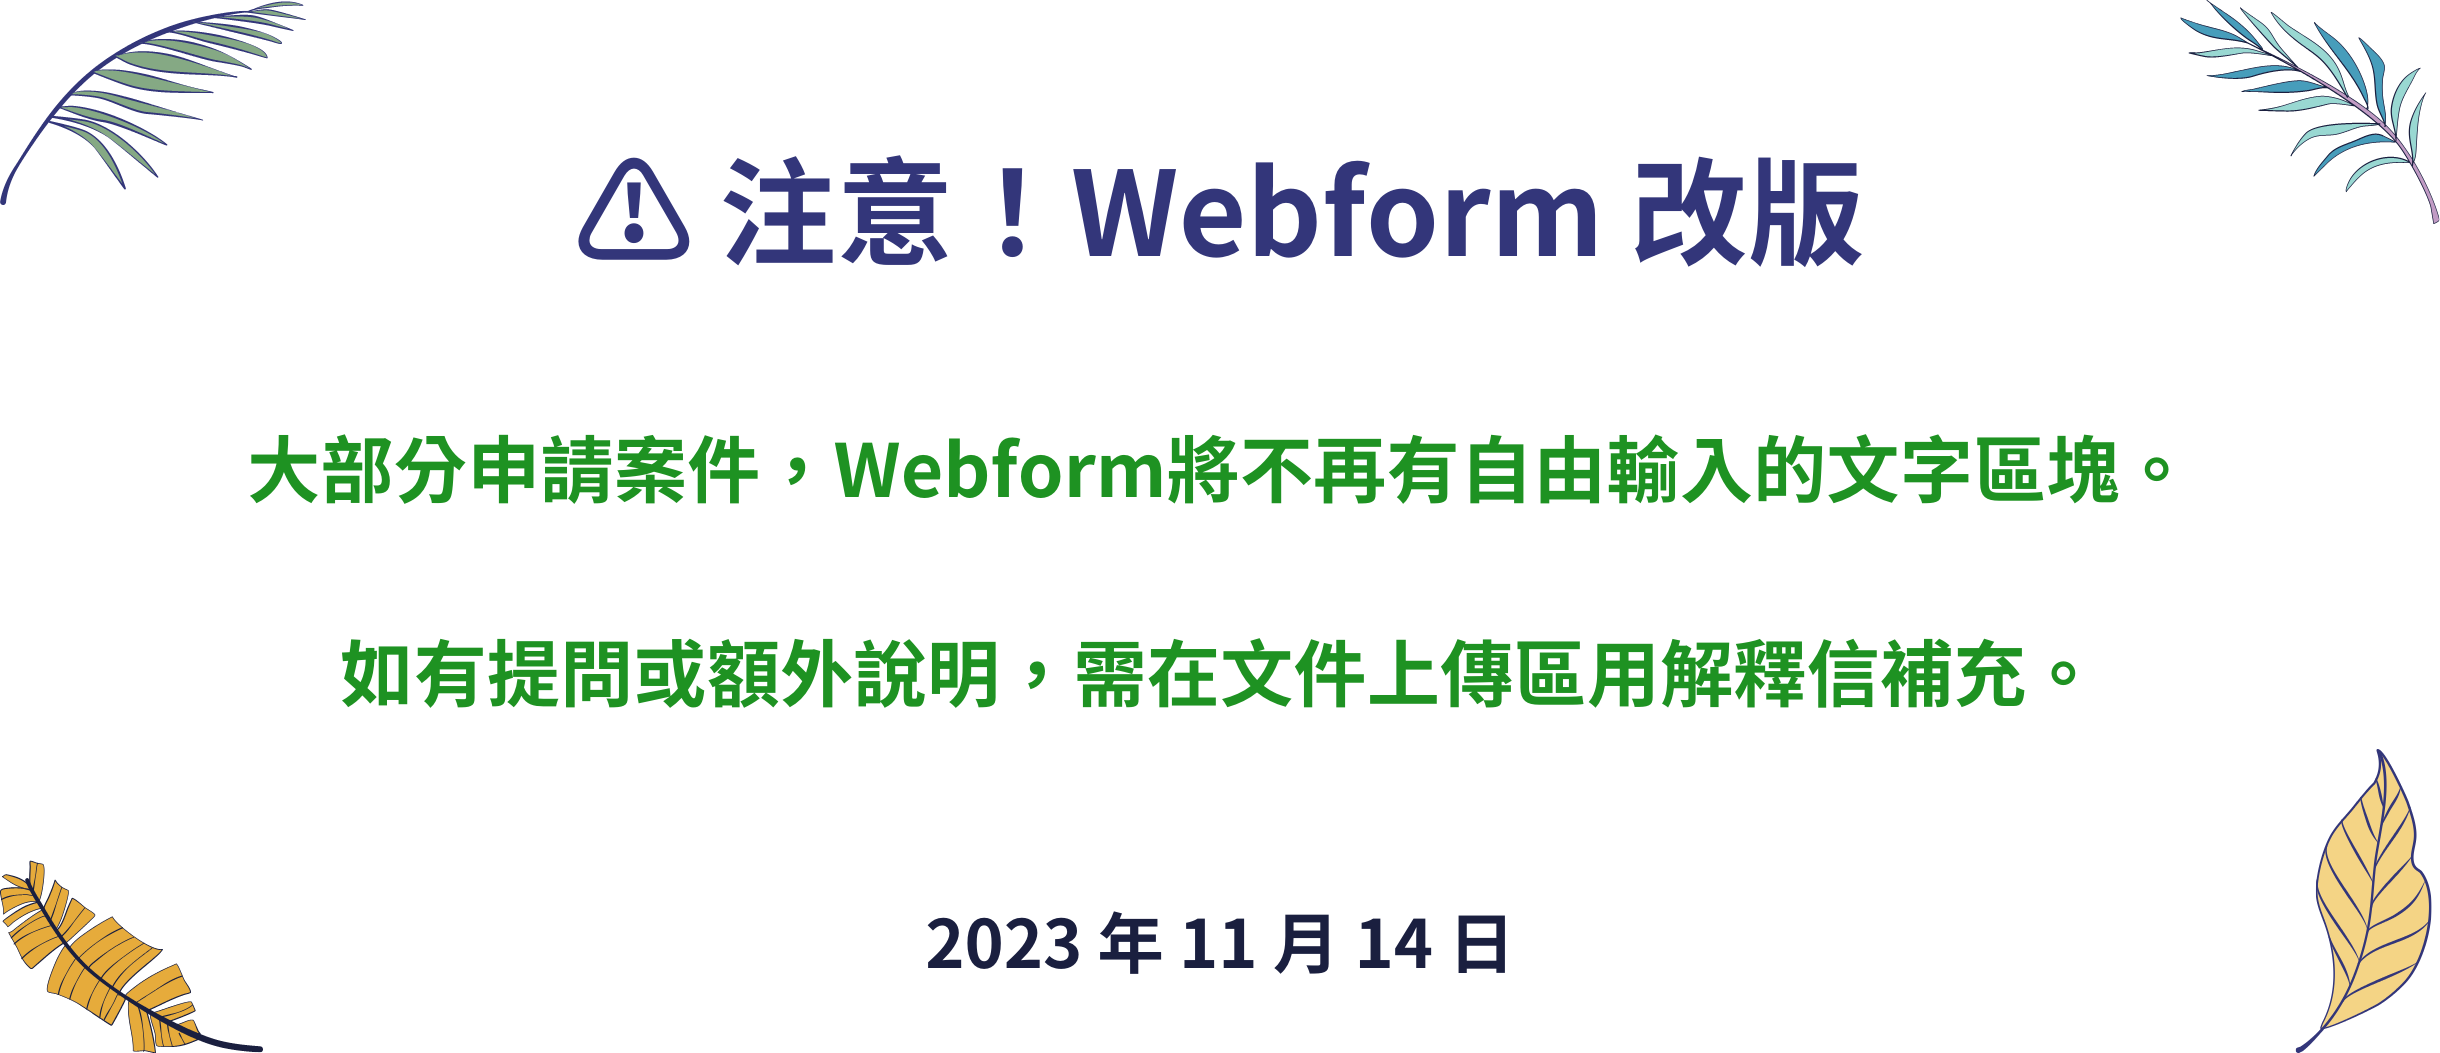 ⚠ 注意！Webform 改版
大部分申請案件，Webform將不再有自由輸入的文字區塊。
如有提問或額外說明，需在文件上傳區用解釋信補充。
2023 年 11 月 14 日